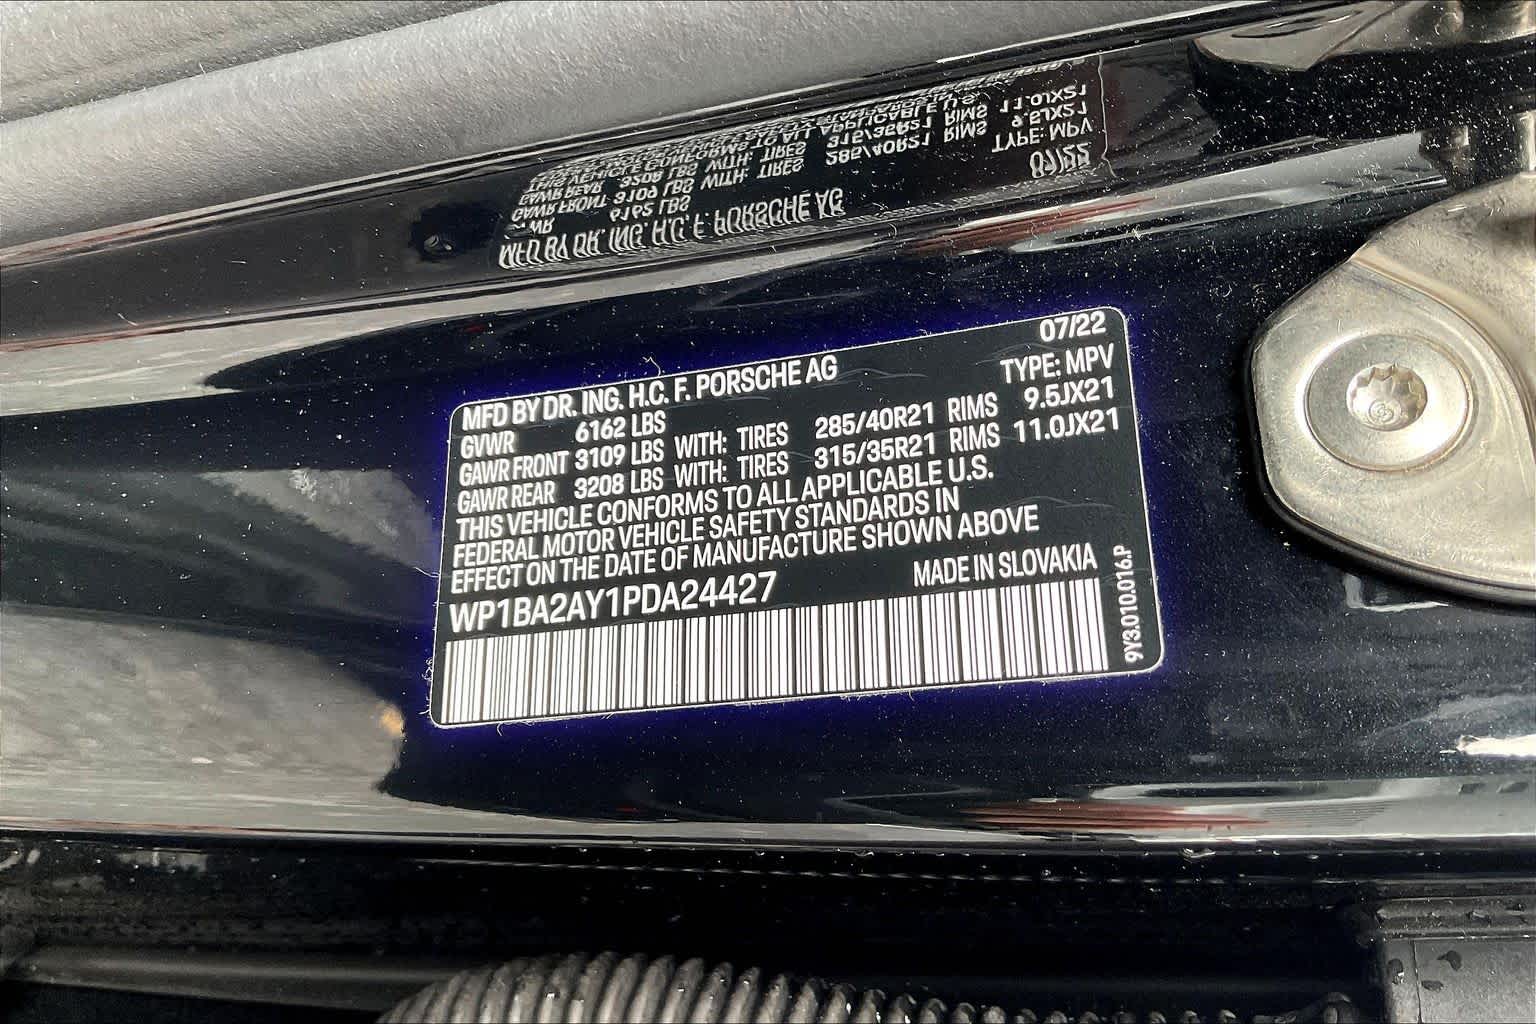 07/22
MFD BY DR. ING. H.C. F. PORSCHE AG TYPE: MPV
GVWR 6162 LBS
GAWR FRONT 3109 LBS WITH: TIRES 285/40R21 RIMS 9.5JX21
GAWR REAR 3208 LBS WITH: TIRES 315/35R21 RIMS 11.0JX21
THIS VEHICLE CONFORMS TO ALL APPLICABLE U.S.
FEDERAL MOTOR VEHICLE SAFETY STANDARDS IN
EFFECT ON THE DATE OF MANUFACTURE SHOWN ABOVE
MADE IN SLOVAKIA
WP1BA2AY1PDA24427
9Y3.010.016.P